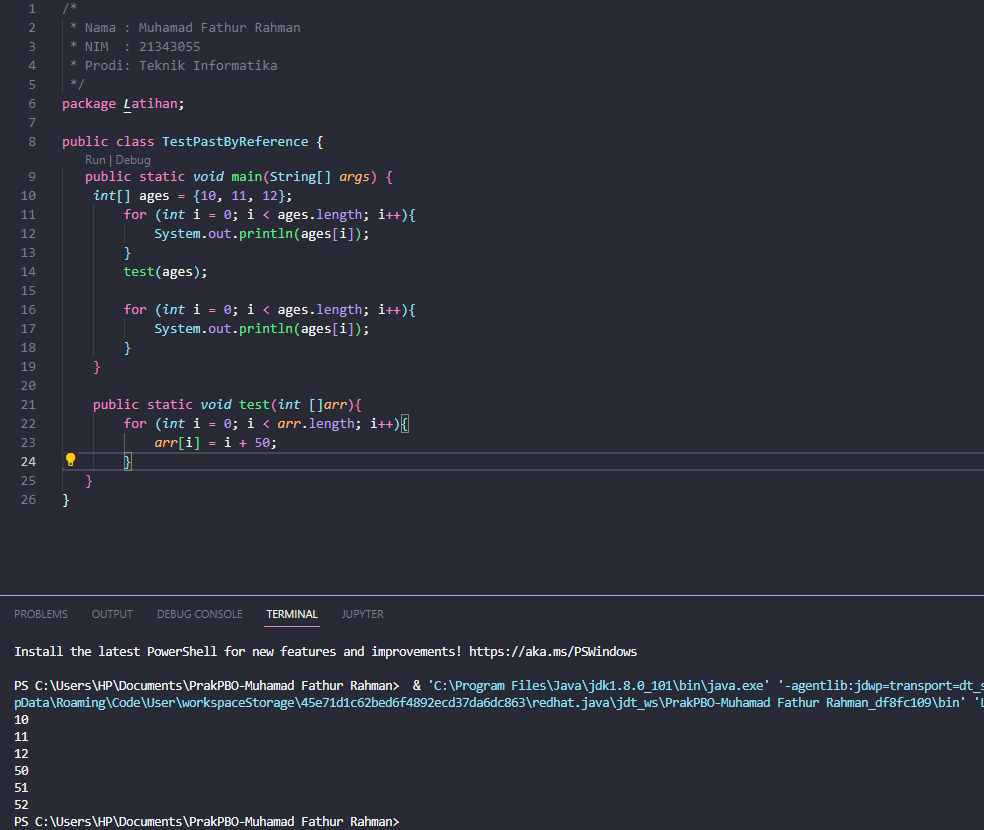 1 /*
2 * Nama : Muhamad Fathur Rahman
3 * NIM  : 21343055
4 * Prodi: Teknik Informatika
5 */
6 package Latihan;
7
8 public class TestPastByReference {
Run | Debug
9 public static void main(String[] args) {
10 int[] ages = {10, 11, 12};
11 for (int i = 0; i < ages.length; i++){
12 System.out.println(ages[i]);
13 }
14 test(ages);
15
16 for (int i = 0; i < ages.length; i++){
17 System.out.println(ages[i]);
18 }
19 }
20
21 public static void test(int []arr){
22 for (int i = 0; i < arr.length; i++){
23 arr[i] = i + 50;
24 }
25 }
26 }
PROBLEMS OUTPUT DEBUG CONSOLE TERMINAL JUPYTER
Install the latest PowerShell for new features and improvements! https://aka.ms/PSWindows
PS C:\Users\HP\Documents\PrakPBO-Muhamad Fathur Rahman>  & 'C:\Program Files\Java\jdk1.8.0_101\bin\java.exe' '-agentlib:jdwp=transport=dt_s
pData\Roaming\Code\User\workspaceStorage\45e71d1c62bed6f4892ecd37da6dc863\redhat.java\jdt_ws\PrakPBO-Muhamad Fathur Rahman_df8fc109\bin' 'L
10
11
12
50
51
52
PS C:\Users\HP\Documents\PrakPBO-Muhamad Fathur Rahman>